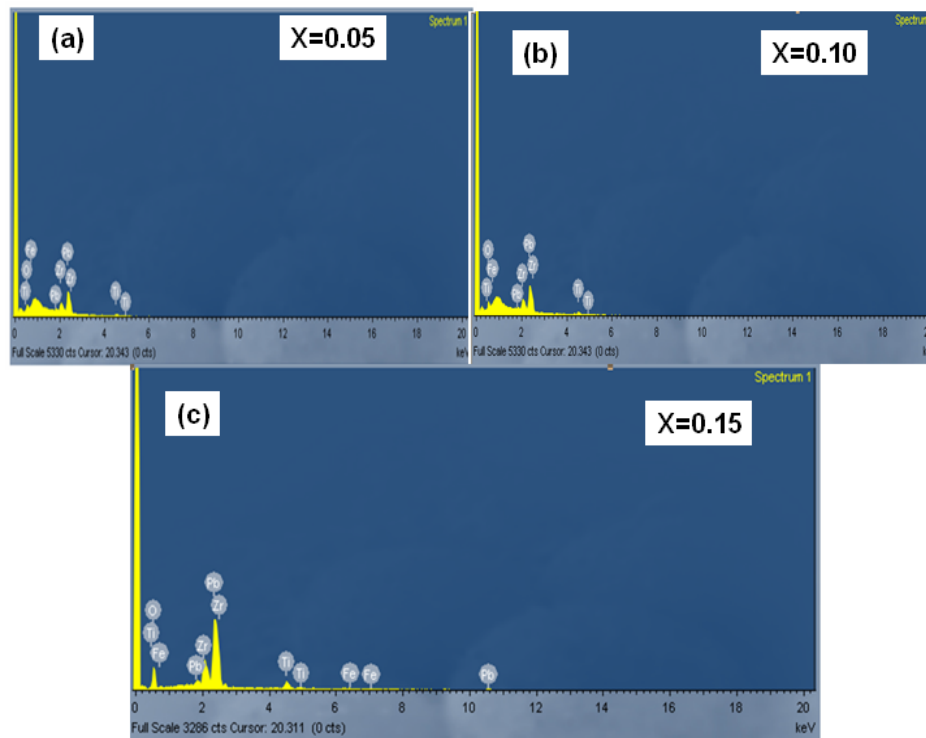 Spectrum 1
(a)
X=0.05
Fe
Pb
O
Zr
Zr
Ti
Pb
Ti
Ti
0 2 4 6 8 10 12 14 16 18 20
Full Scale 5330 cts Cursor: 20.343 (0 cts)
keV
(b)
X=0.10
O
Pb
Fe
Zr
Zr
Ti
Pb
Ti
Ti
0 2 4 6 8 10 12 14 16 18
Full Scale 5330 cts Cursor: 20.343 (0 cts)
Spectrum 1
(c)
X=0.15
Pb
O
Zr
Ti
Fe
Zr
Pb
Ti
Ti
Fe
Fe
Pb
2 4 6 8 10 12 14 16 18 20
Full Scale 3286 cts Cursor: 20.311 (0 cts)
keV